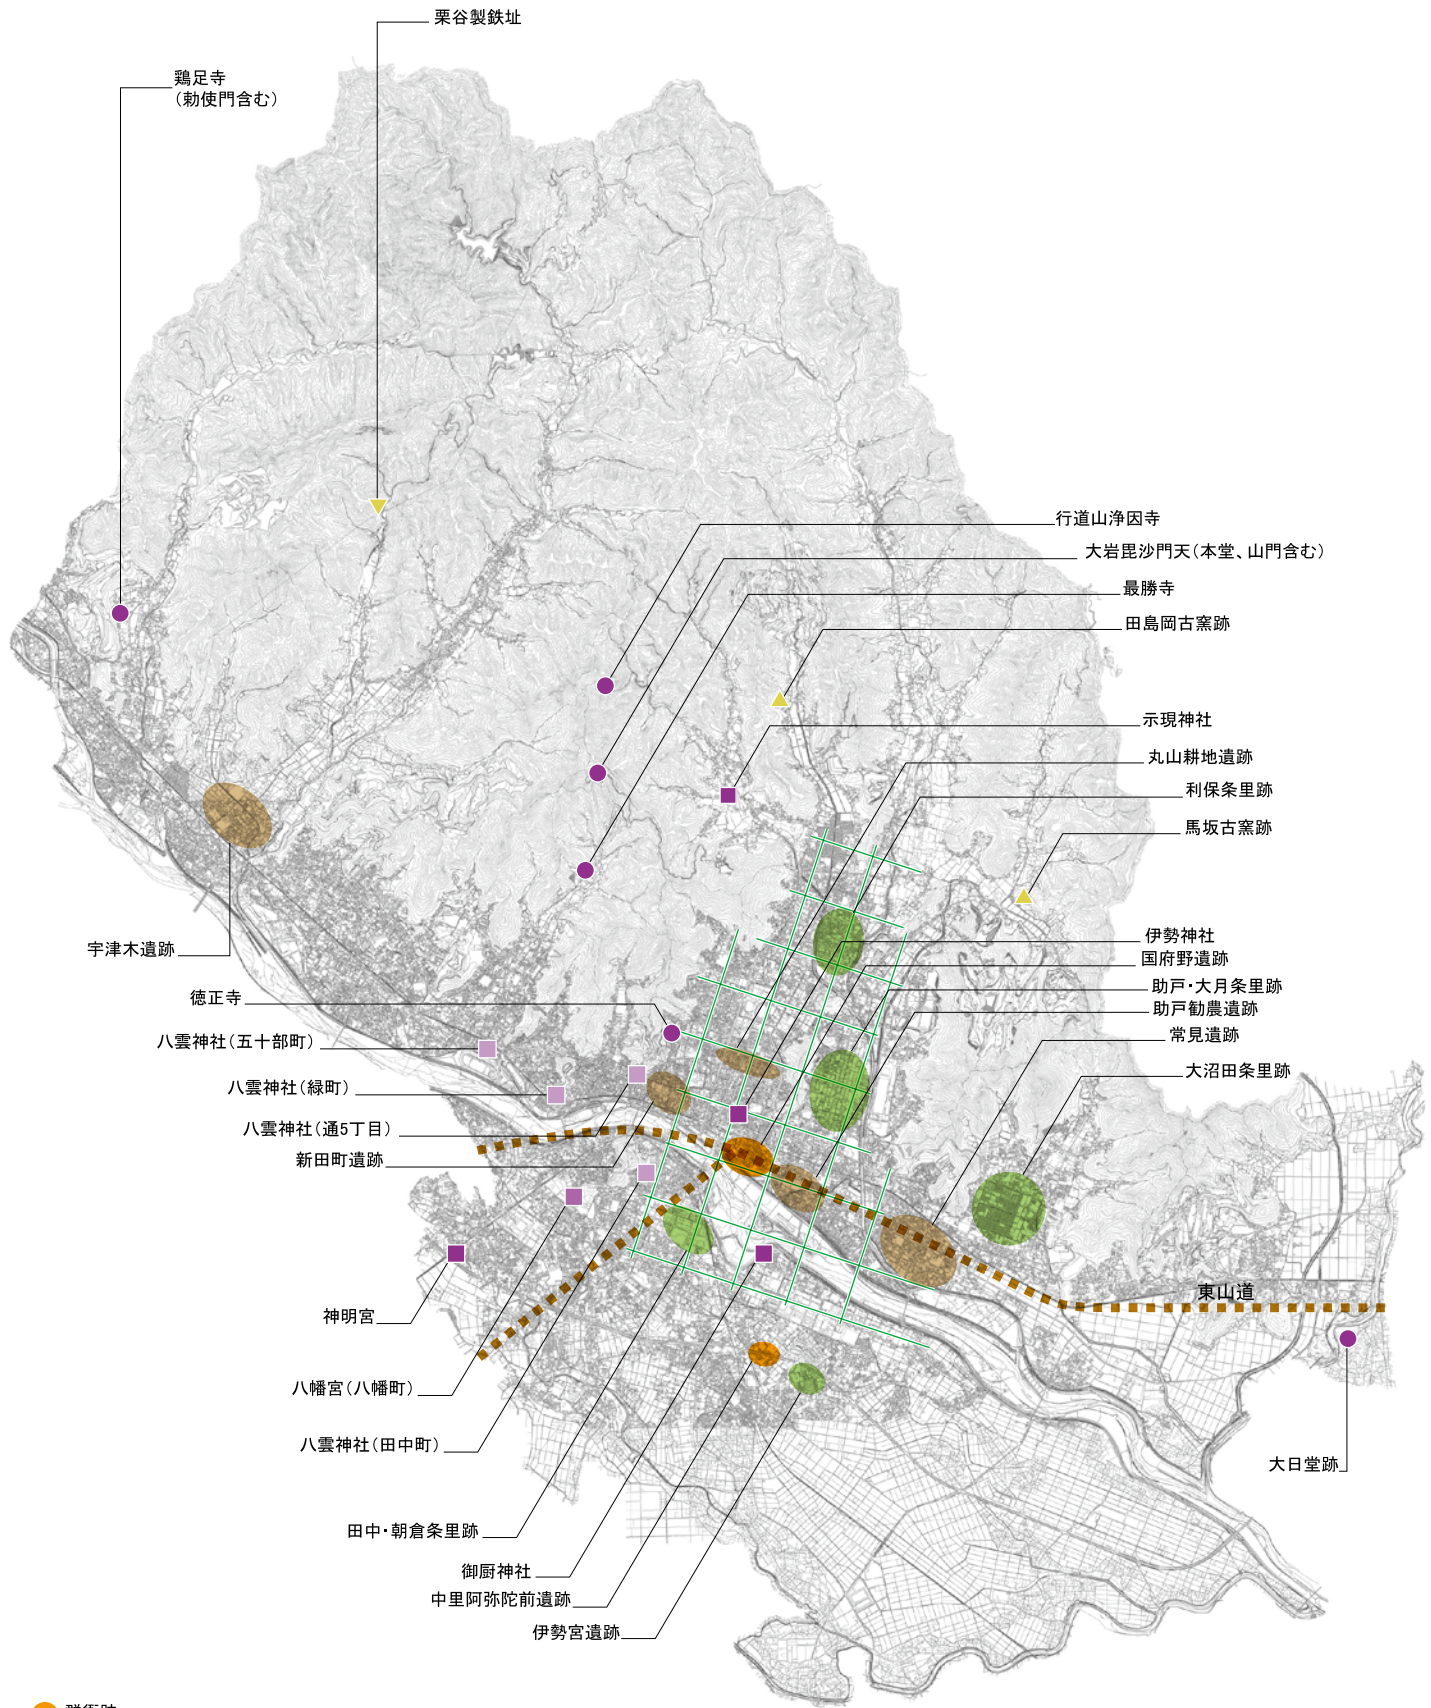 栗谷製鉄址
鶏足寺
（勅使門含む）
行道山浄因寺
大岩毘沙門天（本堂、山門含む）
最勝寺
田島岡古窯跡
示現神社
丸山耕地遺跡
利保条里跡
馬坂古窯跡
伊勢神社
宇津木遺跡
国府野遺跡
助戸・大月条里跡
徳正寺
助戸勧農遺跡
常見遺跡
八雲神社（五十部町）
大沼田条里跡
八雲神社（緑町）
八雲神社（通5丁目）
新田町遺跡
東山道
神明宮
八幡宮（八幡町）
八雲神社（田中町）
大日堂跡
田中・朝倉条里跡
御厨神社
中里阿弥陀前遺跡
伊勢宮遺跡